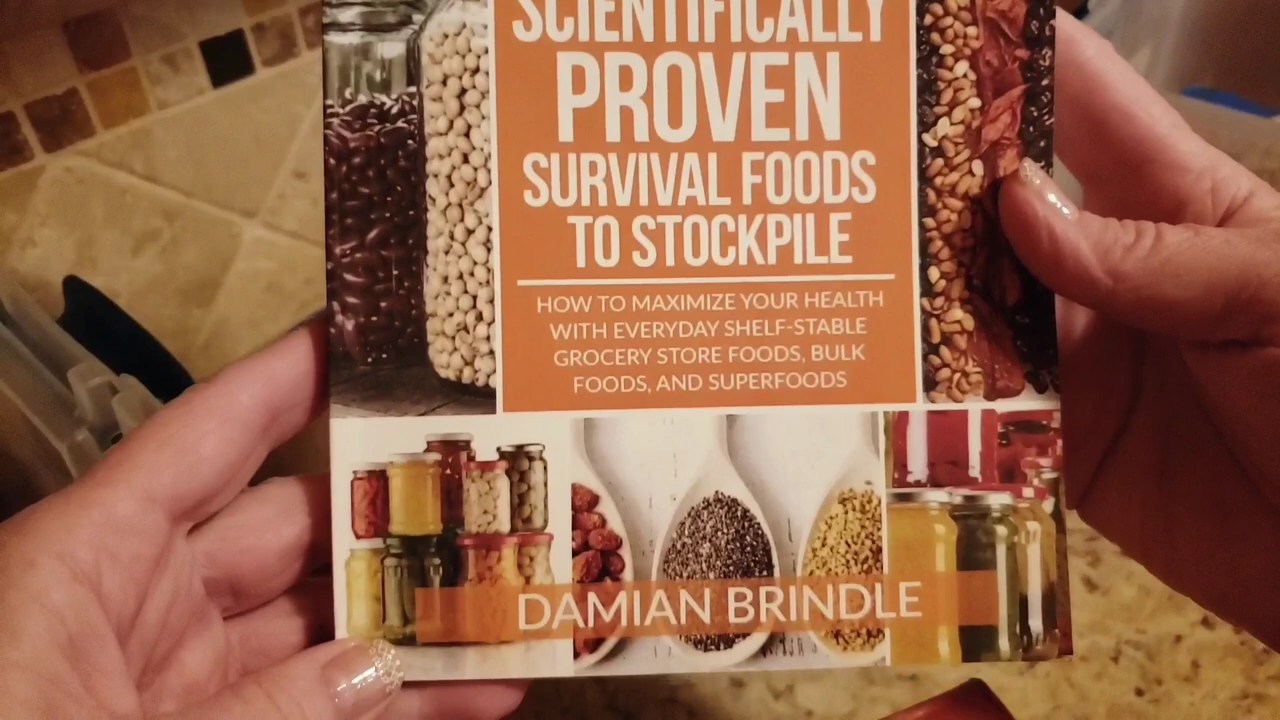 SCIENTIFICALLY
PROVEN
SURVIVAL FOODS
TO STOCKPILE
HOW TO MAXIMIZE YOUR HEALTH
WITH EVERYDAY SHELF-STABLE
GROCERY STORE FOODS, BULK
FOODS, AND SUPERFOODS
DAMIAN BRINDLE